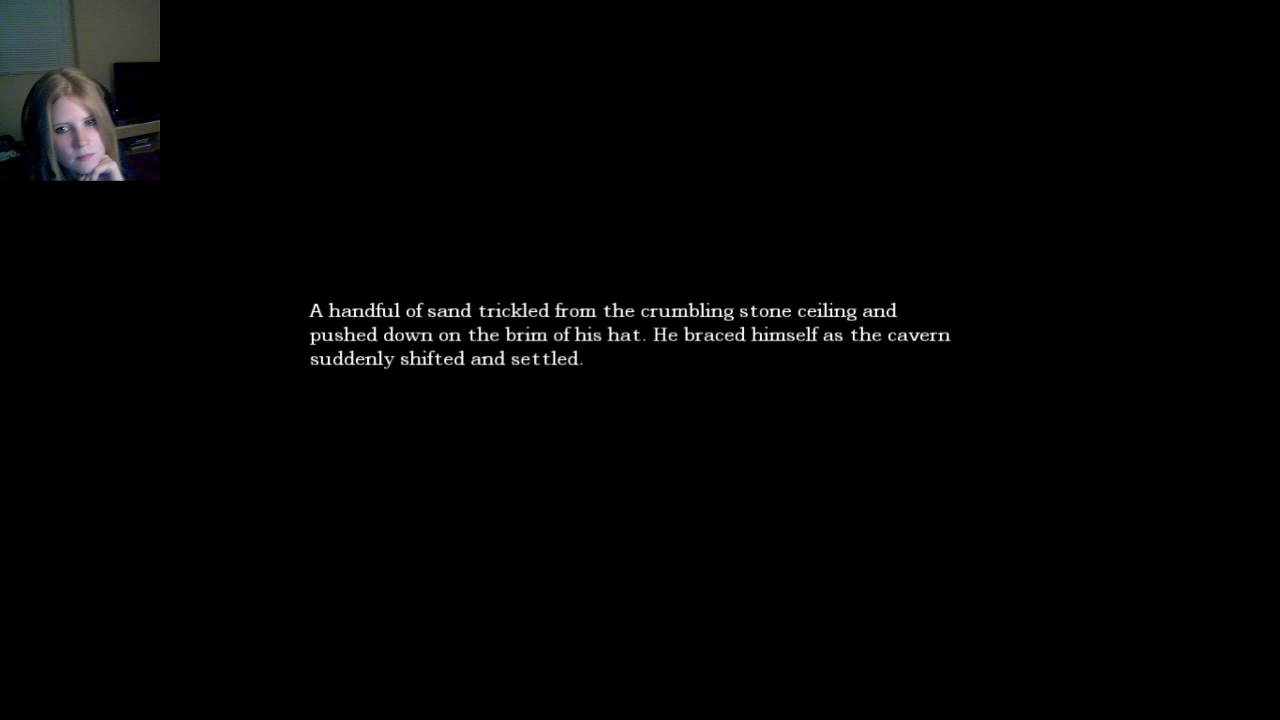 A handful of sand trickled from the crumbling stone ceiling and
pushed down on the brim of his hat. He braced himself as the cavern
suddenly shifted and settled.